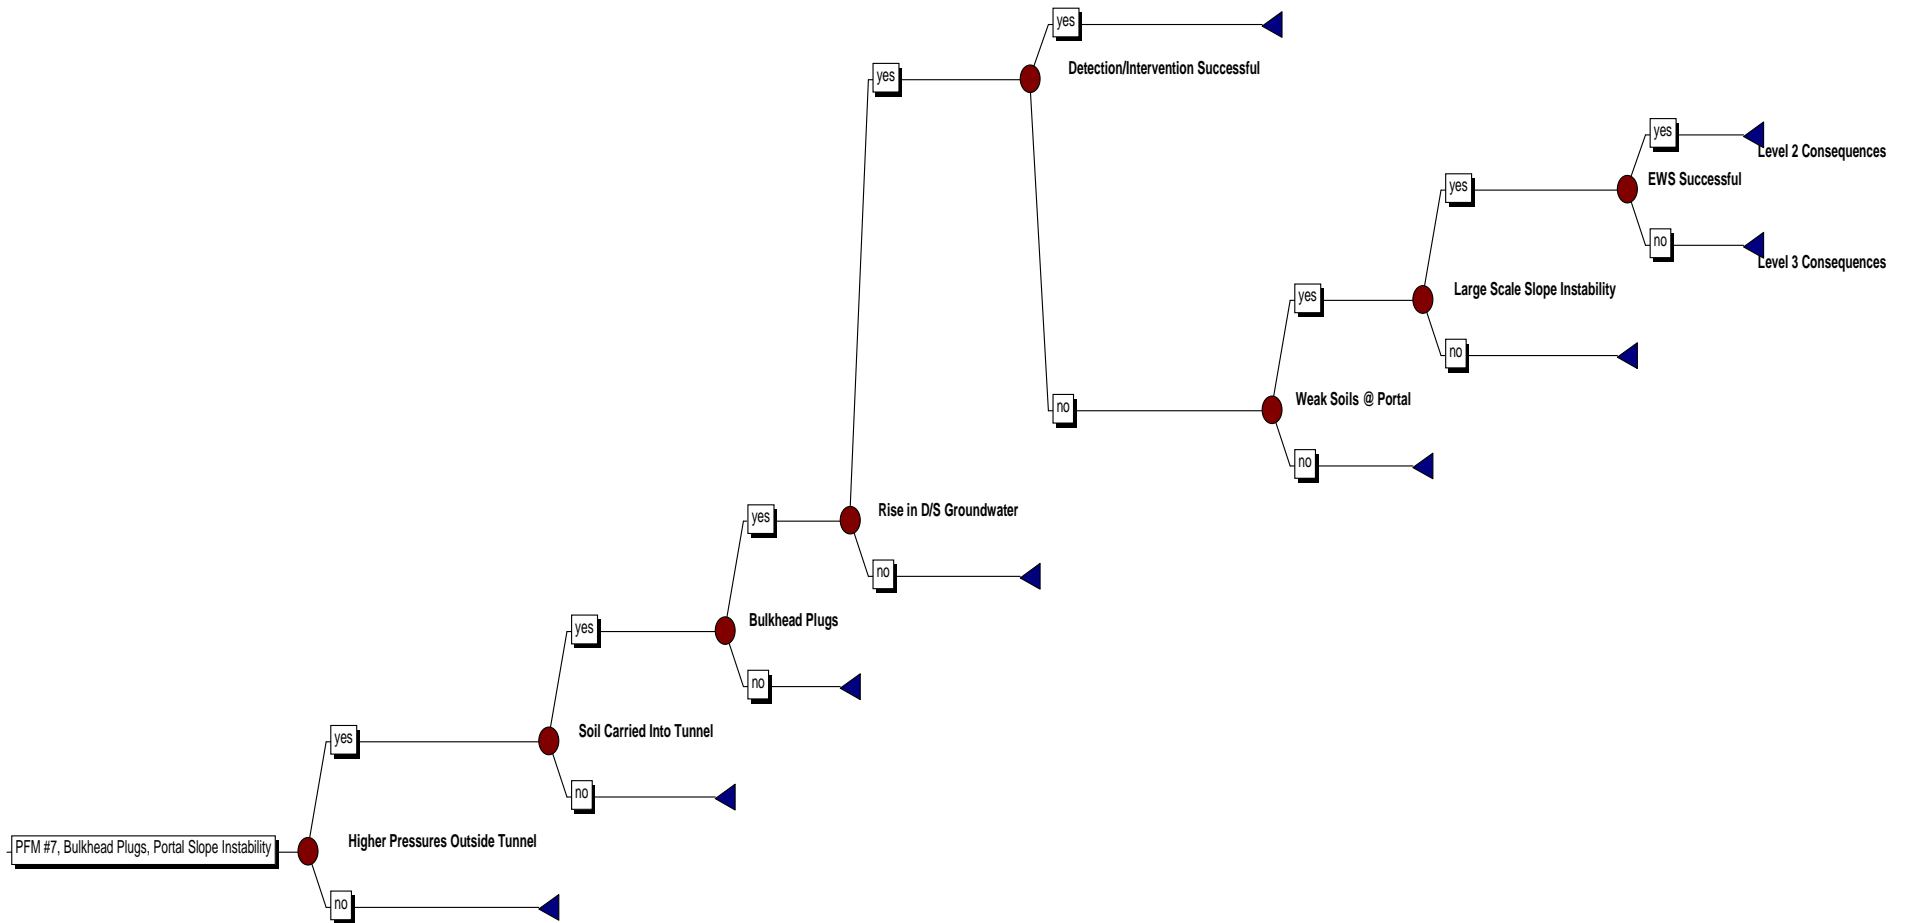 yes
Detection/Intervention Successful
yes
yes
Level 2 Consequences
EWS Successful
yes
no
Level 3 Consequences
yes
Large Scale Slope Instability
no
Weak Soils @ Portal
no
no
yes
Rise in D/S Groundwater
no
yes
Bulkhead Plugs
no
yes
Soil Carried Into Tunnel
no
PFM #7, Bulkhead Plugs, Portal Slope Instability
Higher Pressures Outside Tunnel
no